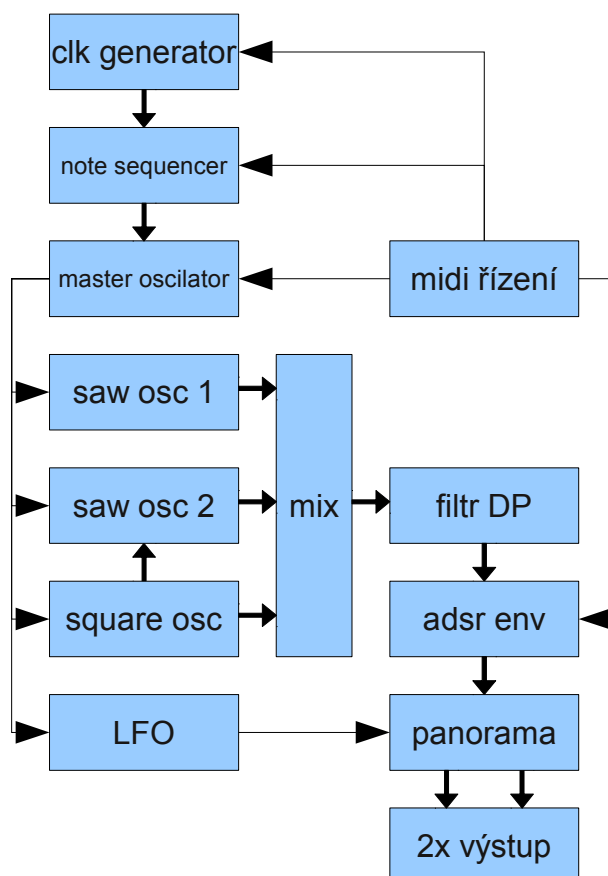 clk generator
note sequencer
master oscilator
midi řízení
saw osc 1
saw osc 2
mix
filtr DP
square osc
adsr env
LFO
panorama
2x výstup